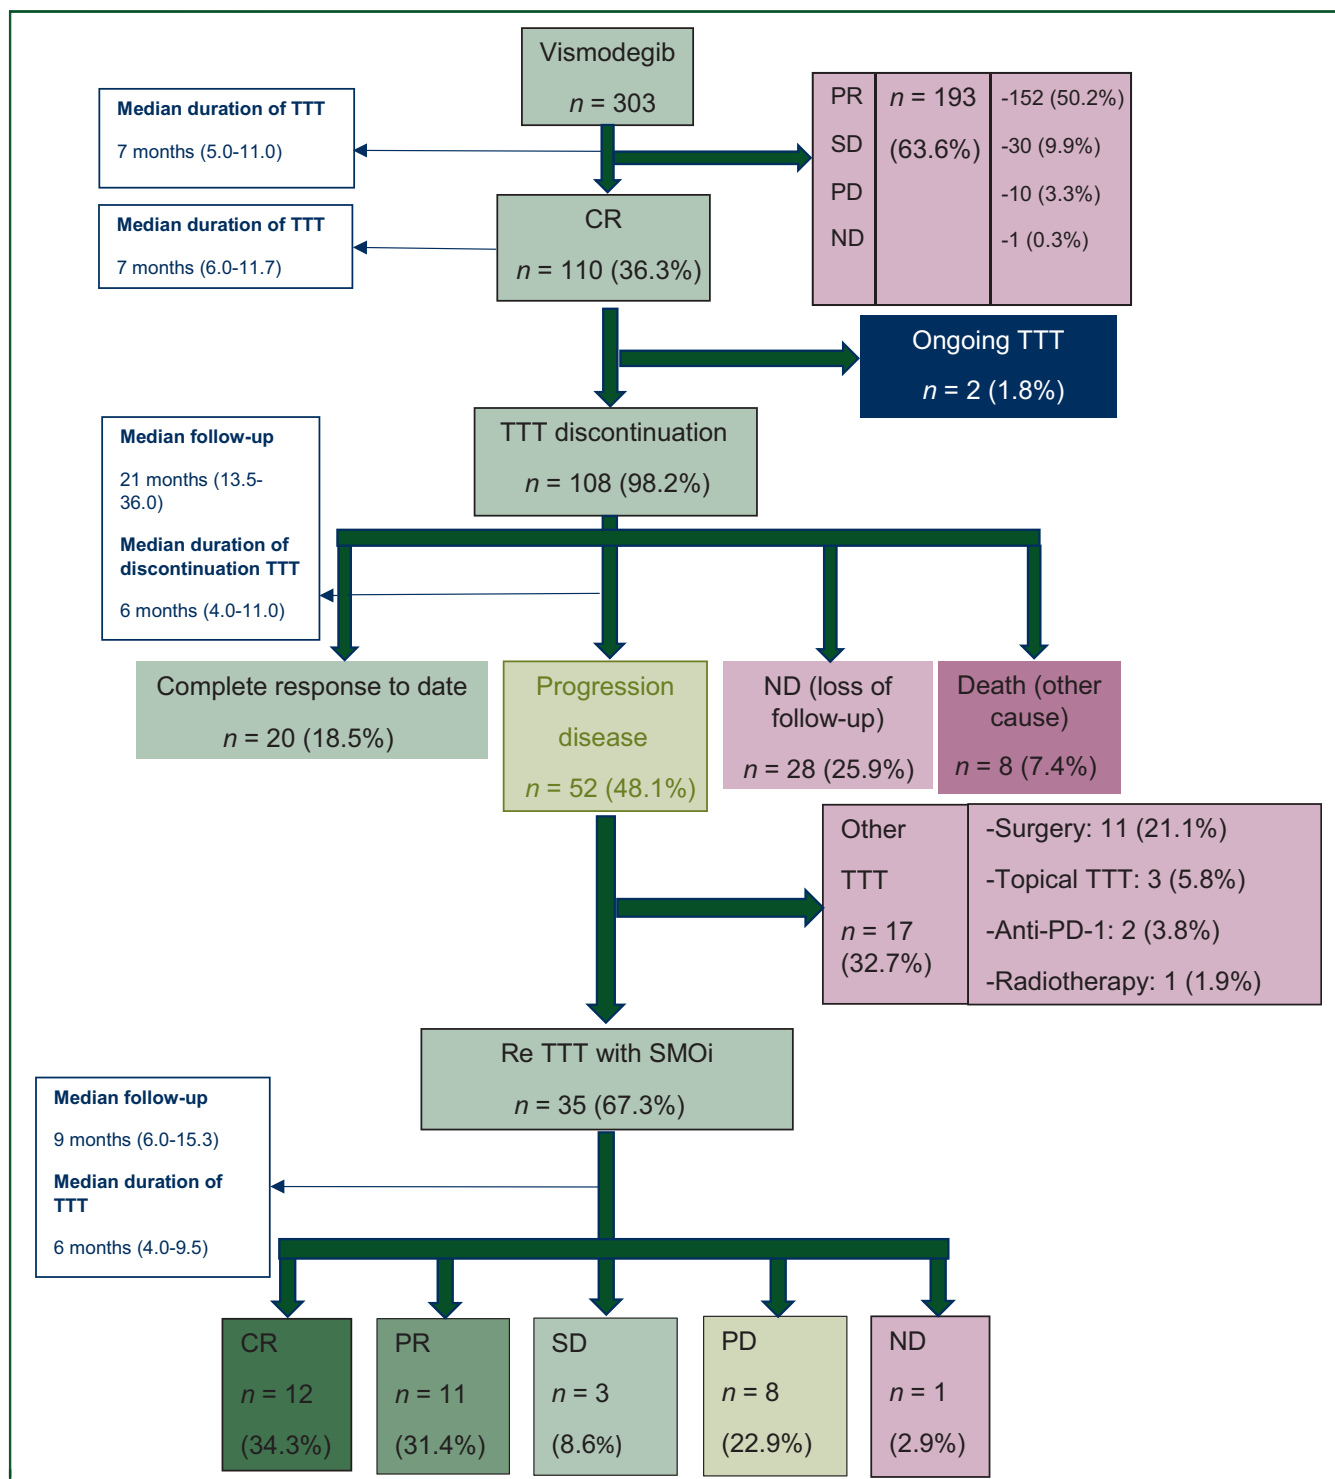 Vismodegib
n = 303
Median duration of TTT
7 months (5.0-11.0)
PR
SD
PD
ND
n = 193
(63.6%)
-152 (50.2%)
-30 (9.9%)
-10 (3.3%)
-1 (0.3%)
CR
n = 110 (36.3%)
Median duration of TTT
7 months (6.0-11.7)
Ongoing TTT
n = 2 (1.8%)
TTT discontinuation
n = 108 (98.2%)
Median follow-up
21 months (13.5-
36.0)
Median duration of
discontinuation TTT
6 months (4.0-11.0)
Complete response to date
n = 20 (18.5%)
Progression
disease
n = 52 (48.1%)
ND (loss of
follow-up)
n = 28 (25.9%)
Death (other
cause)
n = 8 (7.4%)
Other
TTT
n = 17
(32.7%)
-Surgery: 11 (21.1%)
-Topical TTT: 3 (5.8%)
-Anti-PD-1: 2 (3.8%)
-Radiotherapy: 1 (1.9%)
Re TTT with SMOi
n = 35 (67.3%)
Median follow-up
9 months (6.0-15.3)
Median duration of
TTT
6 months (4.0-9.5)
CR
n = 12
(34.3%)
PR
n = 11
(31.4%)
SD
n = 3
(8.6%)
PD
n = 8
(22.9%)
ND
n = 1
(2.9%)